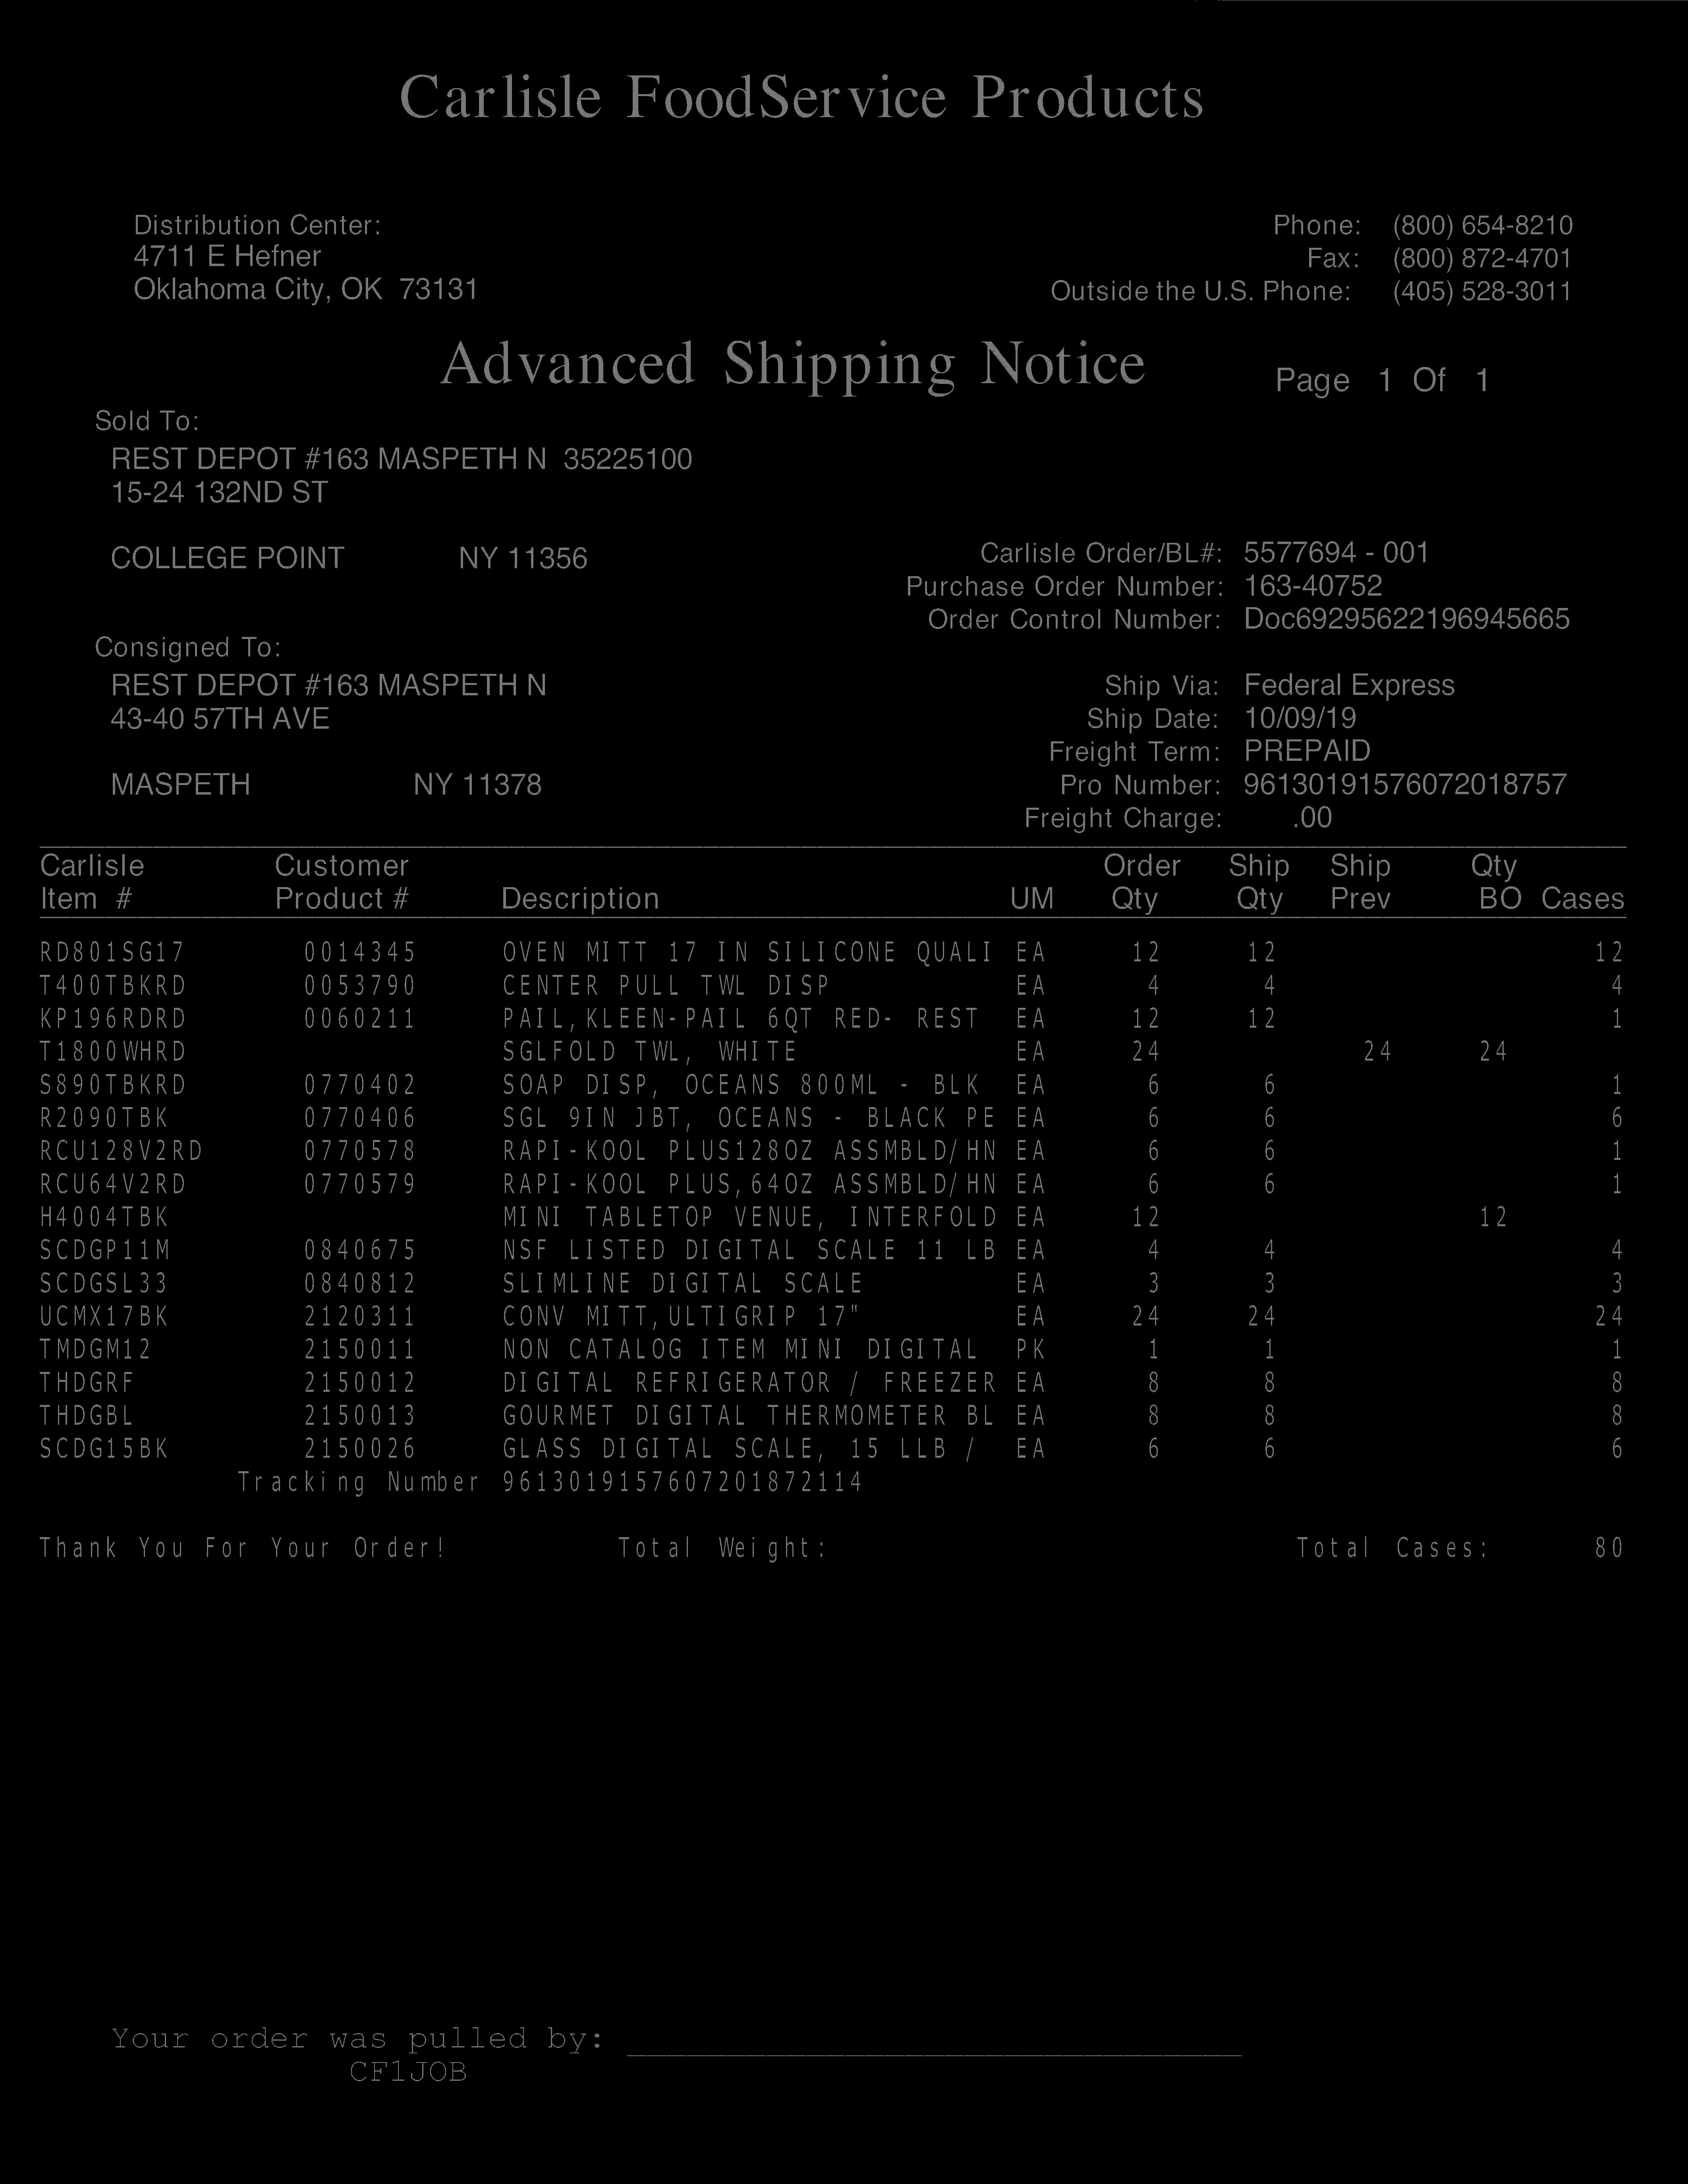 Carlisle FoodService Products
Distribution Center:
4711 E Hefner
Oklahoma City, OK 73131
Phone: (800) 654-8210
Fax: (800) 872-4701
Outside the U.S. Phone: (405) 528-3011
Advanced Shipping Notice Page 1 Of 1
Sold To:
REST DEPOT #163 MASPETH N 35225100
15-24 132ND ST
COLLEGE POINT NY 11356
Carlisle Order/BL#: 5577694 - 001
Purchase Order Number: 163-40752
Order Control Number: Doc69295622196945665
Consigned To:
REST DEPOT #163 MASPETH N
43-40 57TH AVE
MASPETH NY 11378
Ship Via: Federal Express
Ship Date: 10/09/19
Freight Term: PREPAID
Pro Number: 96130191576072018757
Freight Charge: .00
Carlisle Customer Order Ship Ship Qty
Item # Product # Description UM Qty Qty Prev BO Cases
RD801SG17 0014345 OVEN MITT 17 IN SILICONE QUALI EA 12 12 12
T400TBKRD 0053790 CENTER PULL TWL DISP EA 4 4 4
KP196RDRD 0060211 PAIL,KLEEN-PAIL 6QT RED- REST EA 12 12 1
T1800WHRD SGLFOLD TWL, WHITE EA 24 24 24
S890TBKRD 0770402 SOAP DISP, OCEANS 800ML - BLK EA 6 6 1
R2090TBK 0770406 SGL 9IN JBT, OCEANS - BLACK PE EA 6 6 6
RCU128V2RD 0770578 RAPI-KOOL PLUS128OZ ASSMBLD/HN EA 6 6 1
RCU64V2RD 0770579 RAPI-KOOL PLUS,64OZ ASSMBLD/HN EA 6 6 1
H4004TBK MINI TABLETOP VENUE, INTERFOLD EA 12 12
SCDGP11M 0840675 NSF LISTED DIGITAL SCALE 11 LB EA 4 4 4
SCDGSL33 0840812 SLIMLINE DIGITAL SCALE EA 3 3 3
UCMX17BK 2120311 CONV MITT,ULTIGRIP 17" EA 24 24 24
TMDGM12 2150011 NON CATALOG ITEM MINI DIGITAL PK 1 1 1
THDGRF 2150012 DIGITAL REFRIGERATOR / FREEZER EA 8 8 8
THDGBL 2150013 GOURMET DIGITAL THERMOMETER BL EA 8 8 8
SCDG15BK 2150026 GLASS DIGITAL SCALE, 15 LLB / EA 6 6 6
Tracking Number 9613019157607201872114
Thank You For Your Order! Total Weight: Total Cases: 80
Your order was pulled by:
CF1JOB